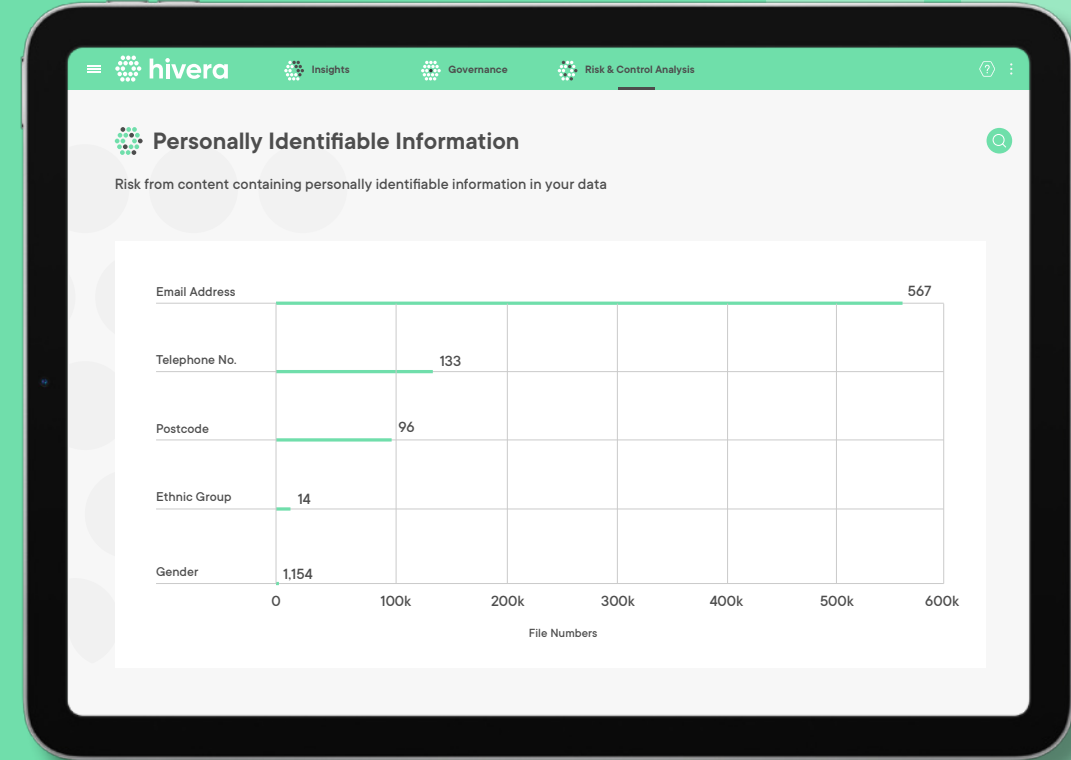 hivera
Insights
Governance
Risk & Control Analysis
?
Personally Identifiable Information
Risk from content containing personally identifiable information in your data
Email Address
567
Telephone No.
133
Postcode
96
Ethnic Group
14
Gender
1,154
0 100k 200k 300k 400k 500k 600k
File Numbers